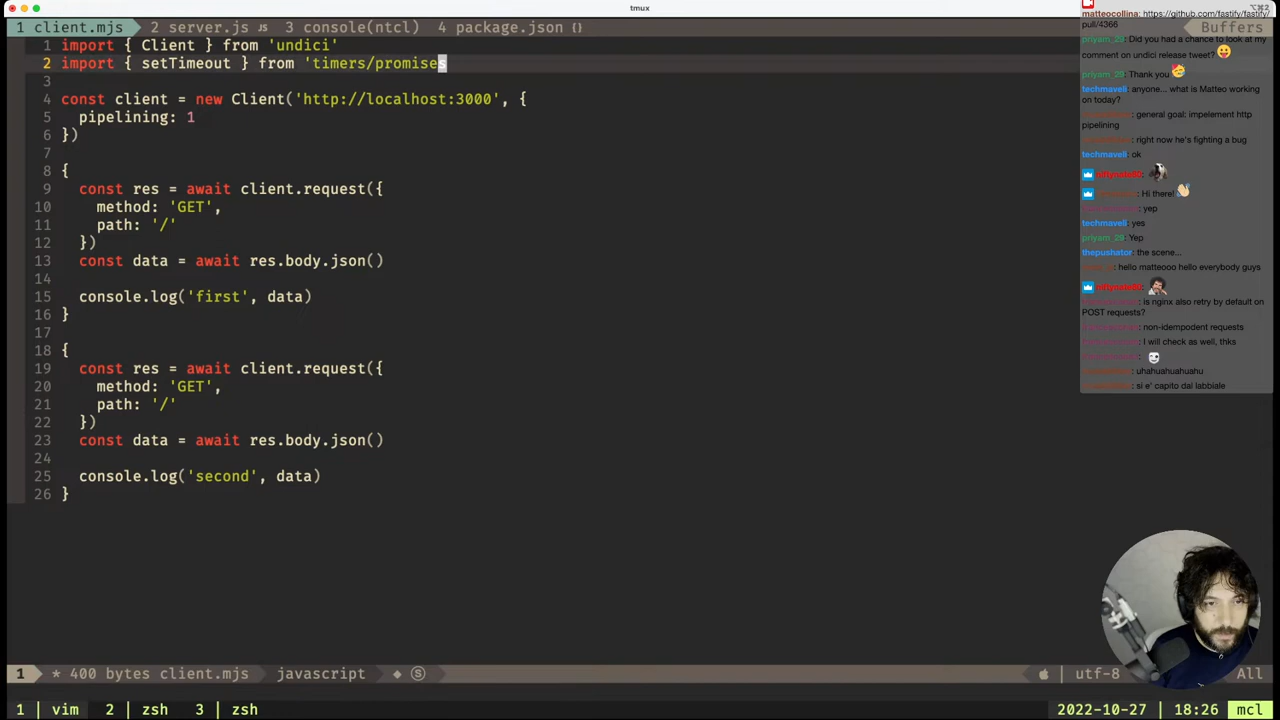 tmux
⌥⌘2
1 client.mjs 2 server.js JS 3 console(ntcl) 4 package.json {} Buffers
1 import { Client } from 'undici'
2 import { setTimeout } from 'timers/promises
3
4 const client = new Client('http://localhost:3000', {
5 pipelining: 1
6 })
7
8 {
9 const res = await client.request({
10 method: 'GET',
11 path: '/'
12 })
13 const data = await res.body.json()
14
15 console.log('first', data)
16 }
17
18 {
19 const res = await client.request({
20 method: 'GET',
21 path: '/'
22 })
23 const data = await res.body.json()
24
25 console.log('second', data)
26 }
1 * 400 bytes client.mjs javascript ◆ Ⓢ utf-8 All
1 vim 2 zsh 3 zsh 2022-10-27 18:26 mcl
matteocollina: https://github.com/fastify/fastify/
pull/4366
priyam_29: Did you had a chance to look at my
comment on undici release tweet?
priyam_29: Thank you
techmaveli: anyone... what is Matteo working
on today?
: general goal: impelement http
pipelining
: right now he's fighting a bug
techmaveli: ok
: Hi there!
: yep
techmaveli: yes
priyam_29: Yep
thepushator: the scene...
: hello matteooo hello everybody guys
: is nginx also retry by default on
POST requests?
: non-idempodent requests
: I will check as well, thks
: uhahuahuahuahu
: si e' capito dal labbiale